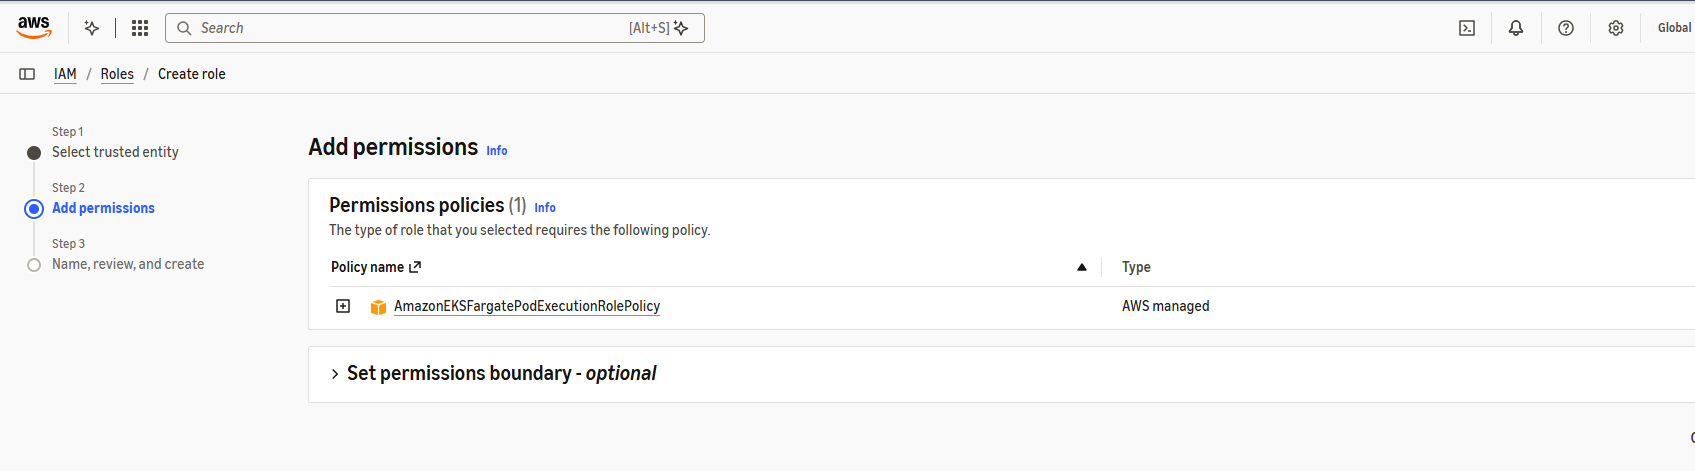 aws
Search [Alt+S]
Global
IAM / Roles / Create role
Step 1
Select trusted entity
Step 2
Add permissions
Step 3
Name, review, and create
Add permissions Info
Permissions policies (1) Info
The type of role that you selected requires the following policy.
Policy name Type
AmazonEKSFargatePodExecutionRolePolicy AWS managed
Set permissions boundary - optional